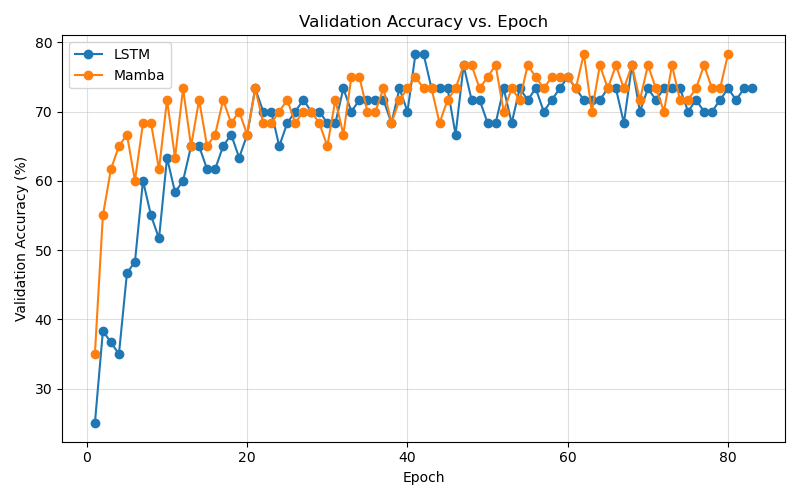 Validation Accuracy vs. Epoch
LSTM
Mamba
80
70
60
50
40
30
Validation Accuracy (%)
0 20 40 60 80
Epoch